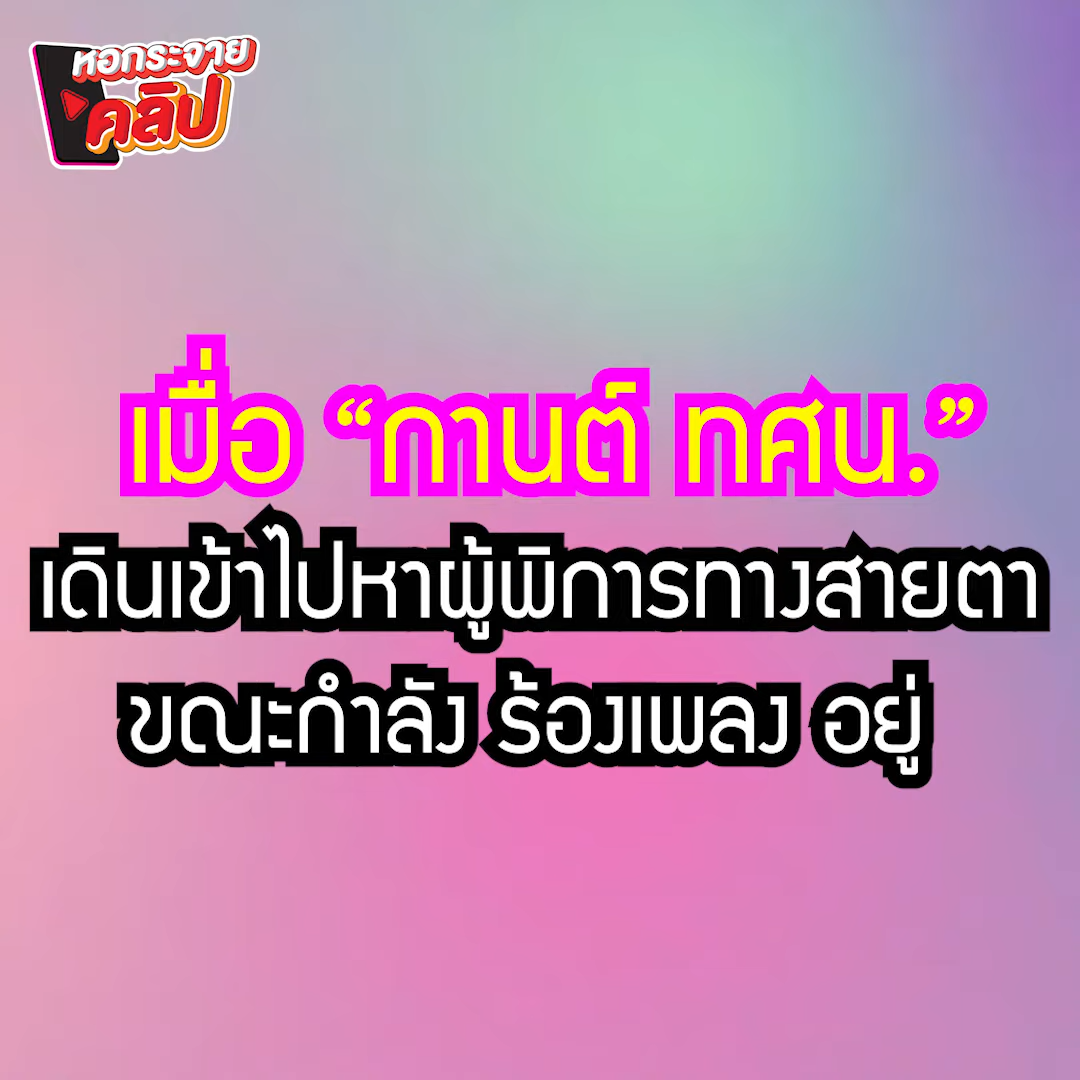 หอกระจาย
คลิป
เมื่อ “กานต์ ทศน.”
เดินเข้าไปหาผู้พิการทางสายตา
ขณะกำลัง ร้องเพลง อยู่